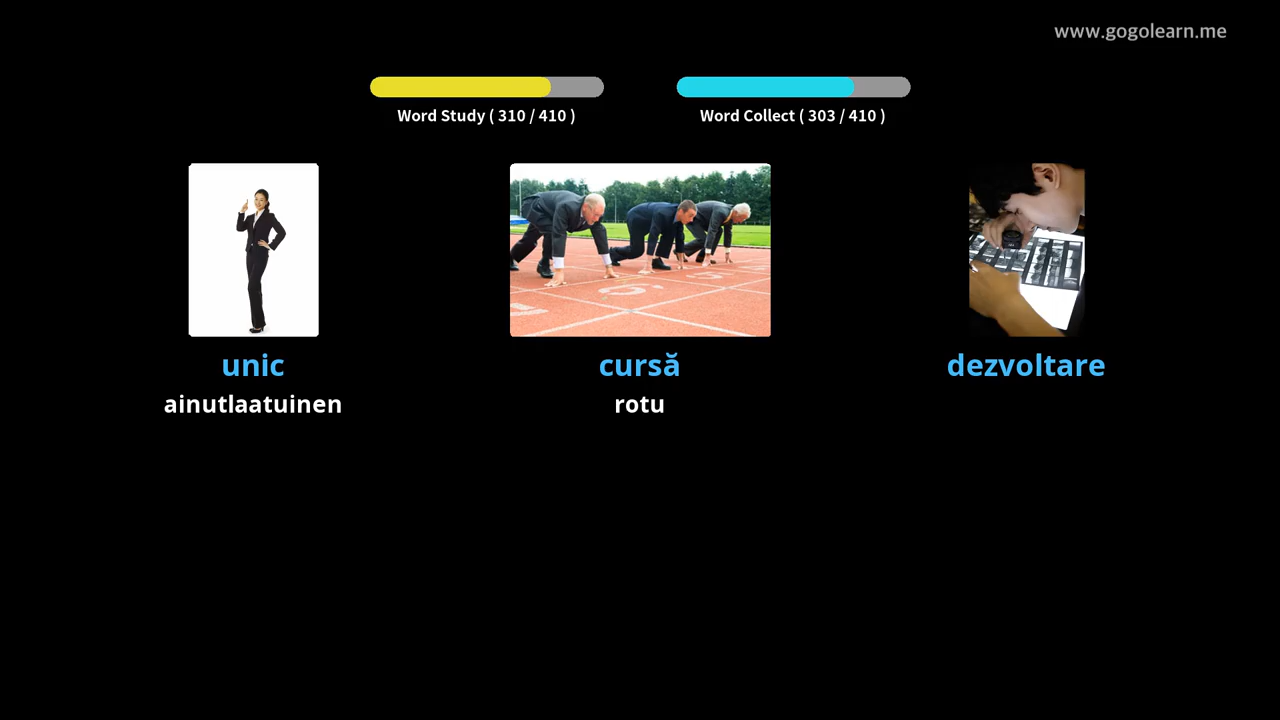 www.gogolearn.me
Word Study ( 310 / 410 )
Word Collect ( 303 / 410 )
unic
cursă
dezvoltare
ainutlaatuinen
rotu